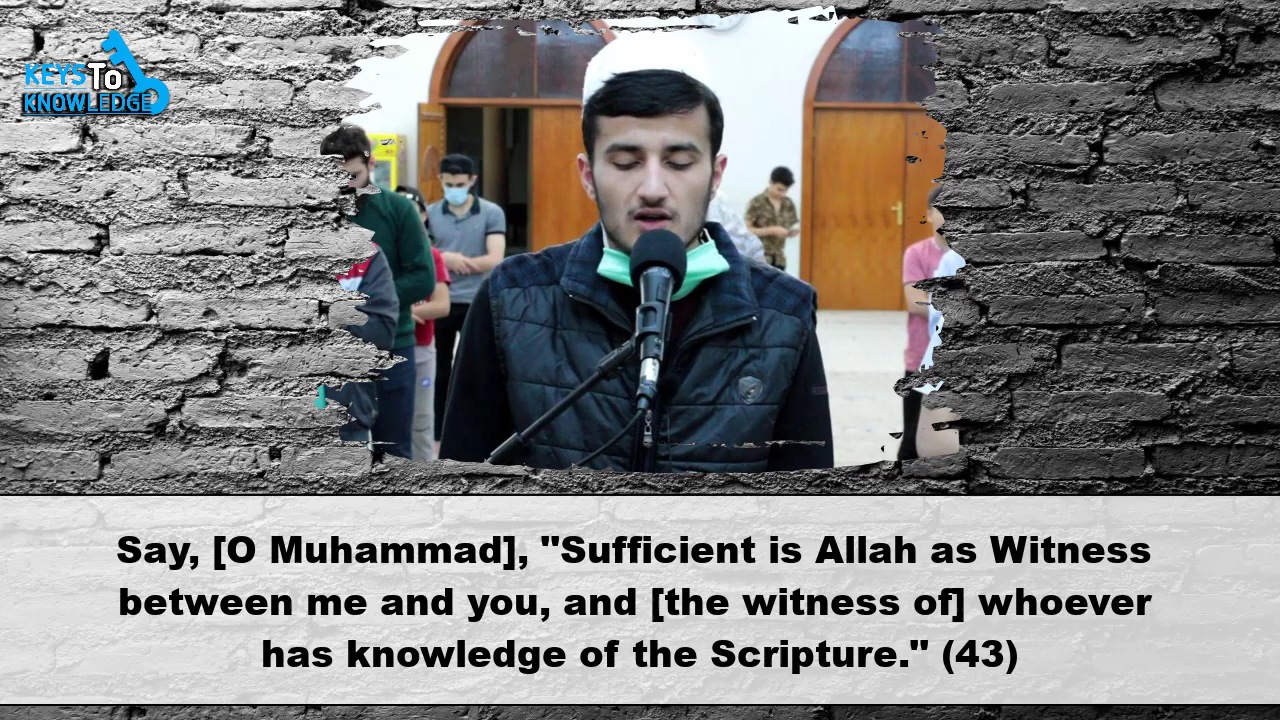 KEYS To
KNOWLEDGE
Say, [O Muhammad], "Sufficient is Allah as Witness
between me and you, and [the witness of] whoever
has knowledge of the Scripture." (43)